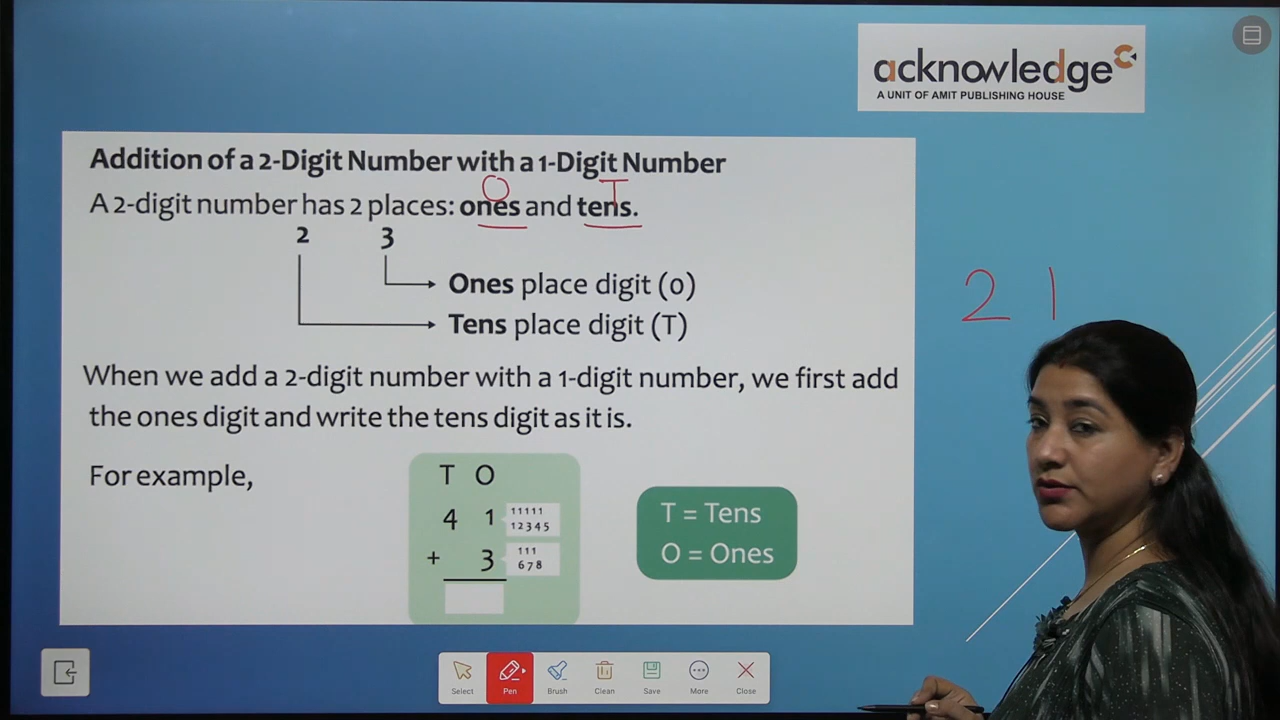 acknowledge
A UNIT OF AMIT PUBLISHING HOUSE
Addition of a 2-Digit Number with a 1-Digit Number
O T
A 2-digit number has 2 places: ones and tens.
2 3
Ones place digit (o)
Tens place digit (T)
2 1
When we add a 2-digit number with a 1-digit number, we first add
the ones digit and write the tens digit as it is.
For example,
T O
4 1 11111
12345
+ 3 111
678
T = Tens
O = Ones
Select Pen Brush Clean Save More Close